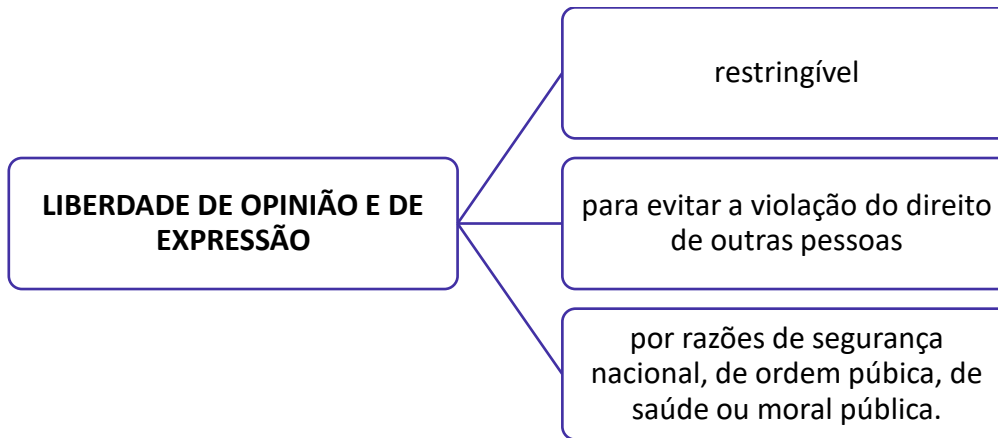 LIBERDADE DE OPINIÃO E DE
EXPRESSÃO
restringível
para evitar a violação do direito
de outras pessoas
por razões de segurança
nacional, de ordem púbica, de
saúde ou moral pública.